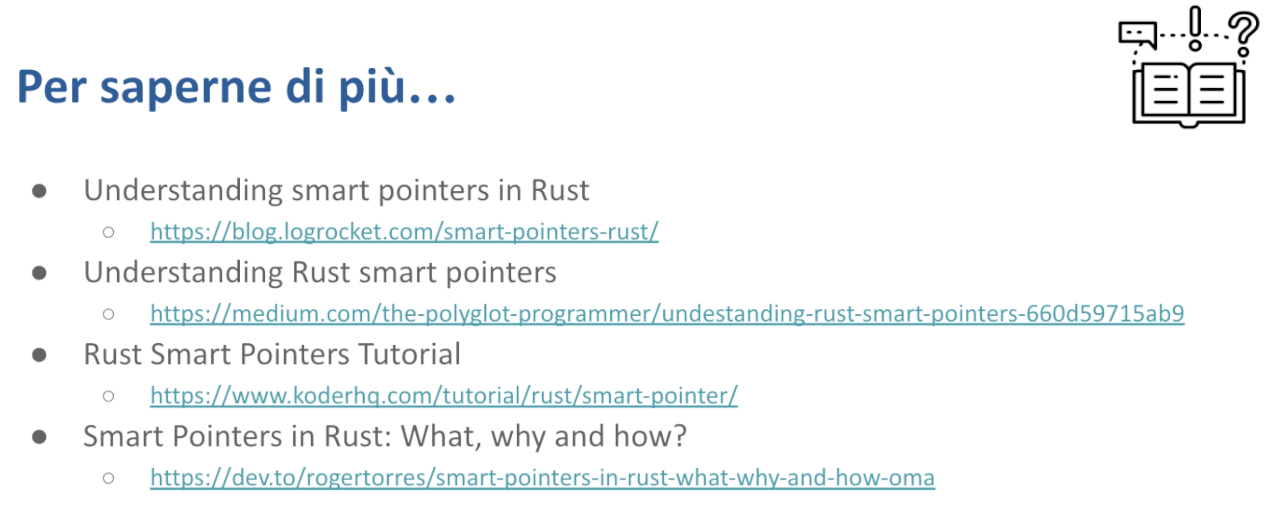 Per saperne di più...
● Understanding smart pointers in Rust
○ https://blog.logrocket.com/smart-pointers-rust/
● Understanding Rust smart pointers
○ https://medium.com/the-polyglot-programmer/undestanding-rust-smart-pointers-660d59715ab9
● Rust Smart Pointers Tutorial
○ https://www.koderhq.com/tutorial/rust/smart-pointer/
● Smart Pointers in Rust: What, why and how?
○ https://dev.to/rogertorres/smart-pointers-in-rust-what-why-and-how-oma